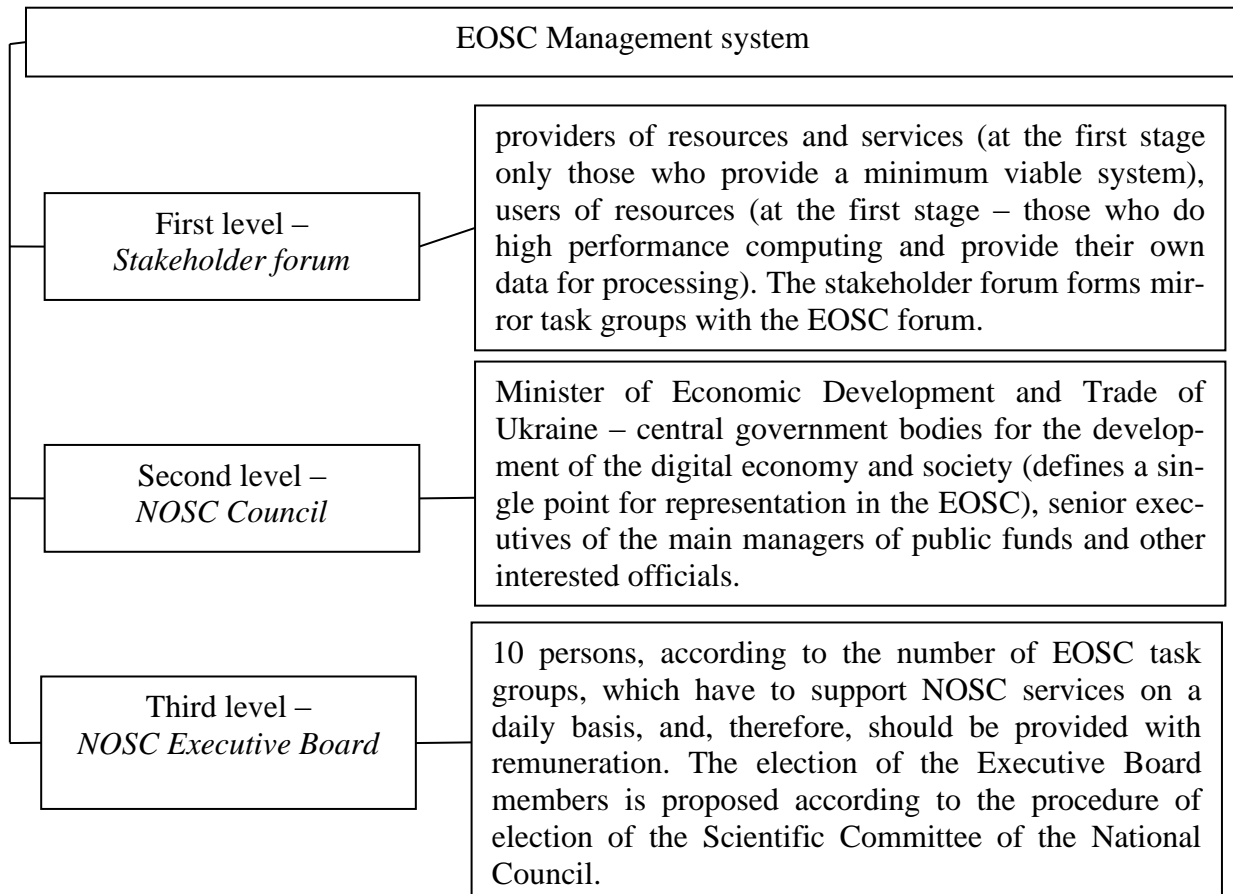 EOSC Management system
First level –
Stakeholder forum
providers of resources and services (at the first stage
only those who provide a minimum viable system),
users of resources (at the first stage – those who do
high performance computing and provide their own
data for processing). The stakeholder forum forms mir-
ror task groups with the EOSC forum.
Second level –
NOSC Council
Minister of Economic Development and Trade of
Ukraine – central government bodies for the develop-
ment of the digital economy and society (defines a sin-
gle point for representation in the EOSC), senior exec-
utives of the main managers of public funds and other
interested officials.
Third level –
NOSC Executive Board
10 persons, according to the number of EOSC task
groups, which have to support NOSC services on a
daily basis, and, therefore, should be provided with
remuneration. The election of the Executive Board
members is proposed according to the procedure of
election of the Scientific Committee of the National
Council.